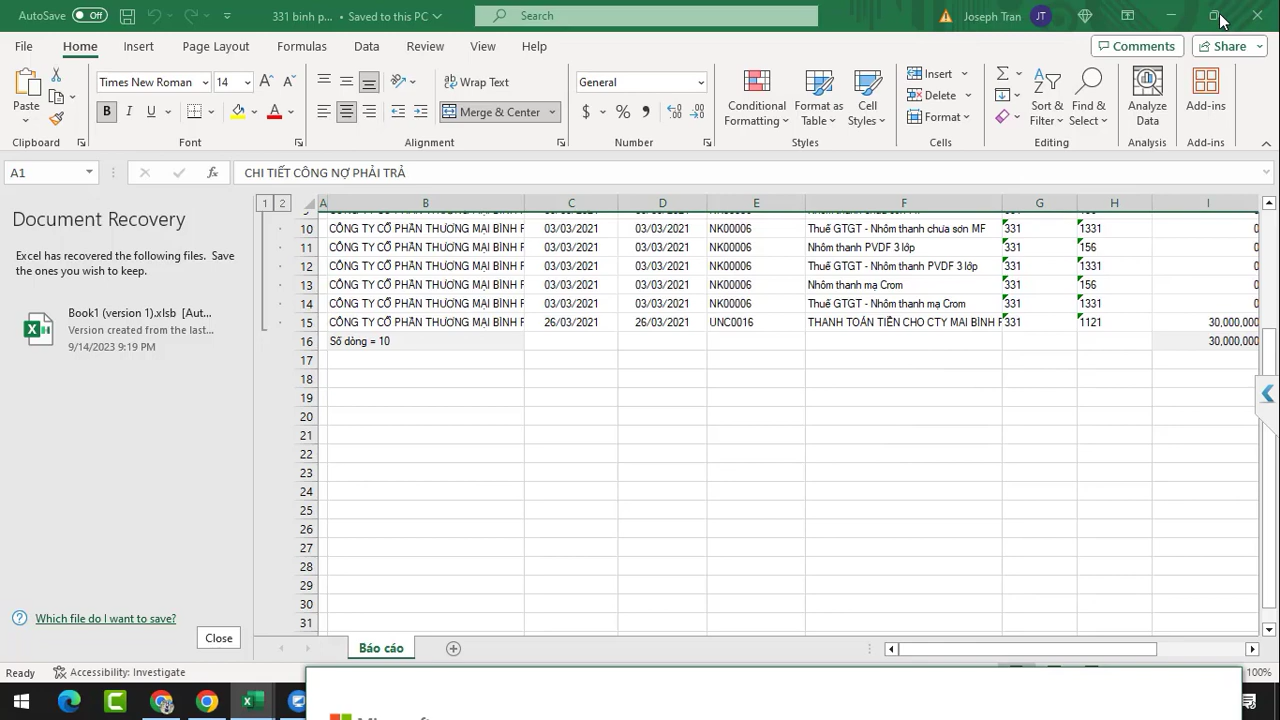 AutoSave Off 331 binh p... • Saved to this PC Search Joseph Tran JT
File Home Insert Page Layout Formulas Data Review View Help Comments Share
Paste Times New Roman 14 Wrap Text General Conditional Formatting Format as Table Cell Styles Insert Sort & Filter Find & Select Analyze Data Add-ins
B I U Merge & Center $ % Delete
Format
Clipboard Font Alignment Number Styles Cells Editing Analysis Add-ins
A1 fx CHI TIẾT CÔNG NỢ PHẢI TRẢ
1 2 A B C D E F G H I
Document Recovery
Excel has recovered the following files. Save
the ones you wish to keep.
Book1 (version 1).xlsb [Aut...
Version created from the last...
9/14/2023 9:19 PM
Which file do I want to save?
Close
10 CÔNG TY CỔ PHẦN THƯƠNG MẠI BÌNH 03/03/2021 03/03/2021 NK00006 Thuế GTGT - Nhôm thanh chưa sơn MF 331 1331 0
11 CÔNG TY CỔ PHẦN THƯƠNG MẠI BÌNH 03/03/2021 03/03/2021 NK00006 Nhôm thanh PVDF 3 lớp 331 156 0
12 CÔNG TY CỔ PHẦN THƯƠNG MẠI BÌNH 03/03/2021 03/03/2021 NK00006 Thuế GTGT - Nhôm thanh PVDF 3 lớp 331 1331 0
13 CÔNG TY CỔ PHẦN THƯƠNG MẠI BÌNH 03/03/2021 03/03/2021 NK00006 Nhôm thanh mạ Crom 331 156 0
14 CÔNG TY CỔ PHẦN THƯƠNG MẠI BÌNH 03/03/2021 03/03/2021 NK00006 Thuế GTGT - Nhôm thanh mạ Crom 331 1331 0
15 CÔNG TY CỔ PHẦN THƯƠNG MẠI BÌNH 26/03/2021 26/03/2021 UNC0016 THANH TOÁN TIỀN CHO CTY MAI BÌNH 331 1121 30,000,000
16 Số dòng = 10 30,000,000
17
18
19
20
21
22
23
24
25
26
27
28
29
30
31
Báo cáo
Ready Accessibility: Investigate 100%